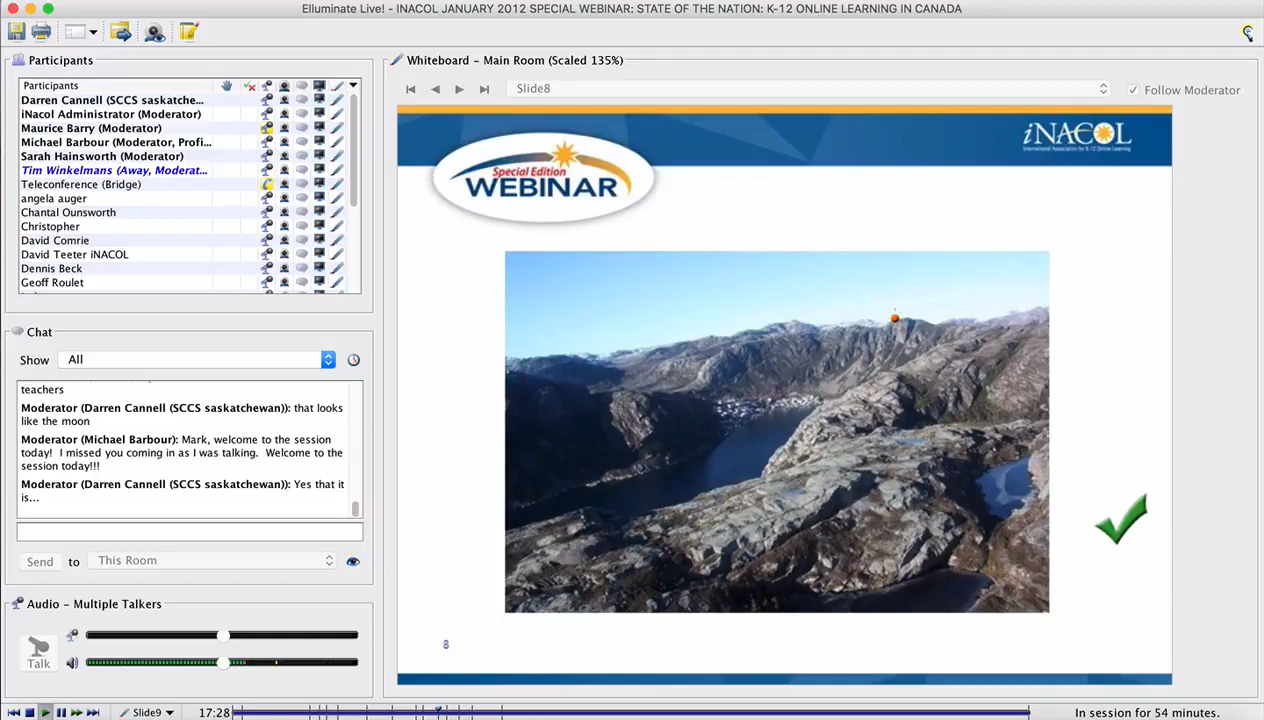 Elluminate Live! - INACOL JANUARY 2012 SPECIAL WEBINAR: STATE OF THE NATION: K-12 ONLINE LEARNING IN CANADA
Participants
Participants
Darren Cannell (SCCS saskatche...
iNacol Administrator (Moderator)
Maurice Barry (Moderator)
Michael Barbour (Moderator, Profi...
Sarah Hainsworth (Moderator)
Tim Winkelmans (Away, Moderat...
Teleconference (Bridge)
angela auger
Chantal Ounsworth
Christopher
David Comrie
David Teeter iNACOL
Dennis Beck
Geoff Roulet
Chat
Show All
teachers
Moderator (Darren Cannell (SCCS saskatchewan)): that looks
like the moon
Moderator (Michael Barbour): Mark, welcome to the session
today! I missed you coming in as I was talking. Welcome to the
session today!!!
Moderator (Darren Cannell (SCCS saskatchewan)): Yes that it
is...
Send to This Room
Audio - Multiple Talkers
Talk
Whiteboard - Main Room (Scaled 135%)
Slide8
Follow Moderator
iNACOL
International Association for K-12 Online Learning
Special Edition
WEBINAR
8
Slide9
17:28
In session for 54 minutes.